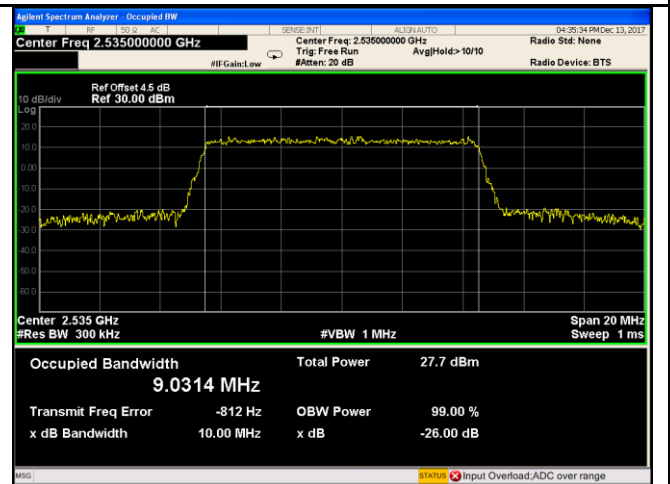 Agilent Spectrum Analyzer - Occupied BW
T RF 50 Ω AC SENSE:INT ALIGN AUTO 04:35:34 PM Dec 13, 2017
Center Freq 2.535000000 GHz
Center Freq: 2.535000000 GHz
Radio Std: None
Trig: Free Run Avg|Hold:> 10/10
#IFGain:Low #Atten: 20 dB Radio Device: BTS
Ref Offset 4.5 dB
10 dB/div Ref 30.00 dBm
Log
20.0
10.0
0.00
-10.0
-20.0
-30.0
-40.0
-50.0
-60.0
Center 2.535 GHz Span 20 MHz
#Res BW 300 kHz #VBW 1 MHz Sweep 1 ms
Occupied Bandwidth Total Power 27.7 dBm
9.0314 MHz
Transmit Freq Error -812 Hz OBW Power 99.00 %
x dB Bandwidth 10.00 MHz x dB -26.00 dB
MSG STATUS Input Overload;ADC over range